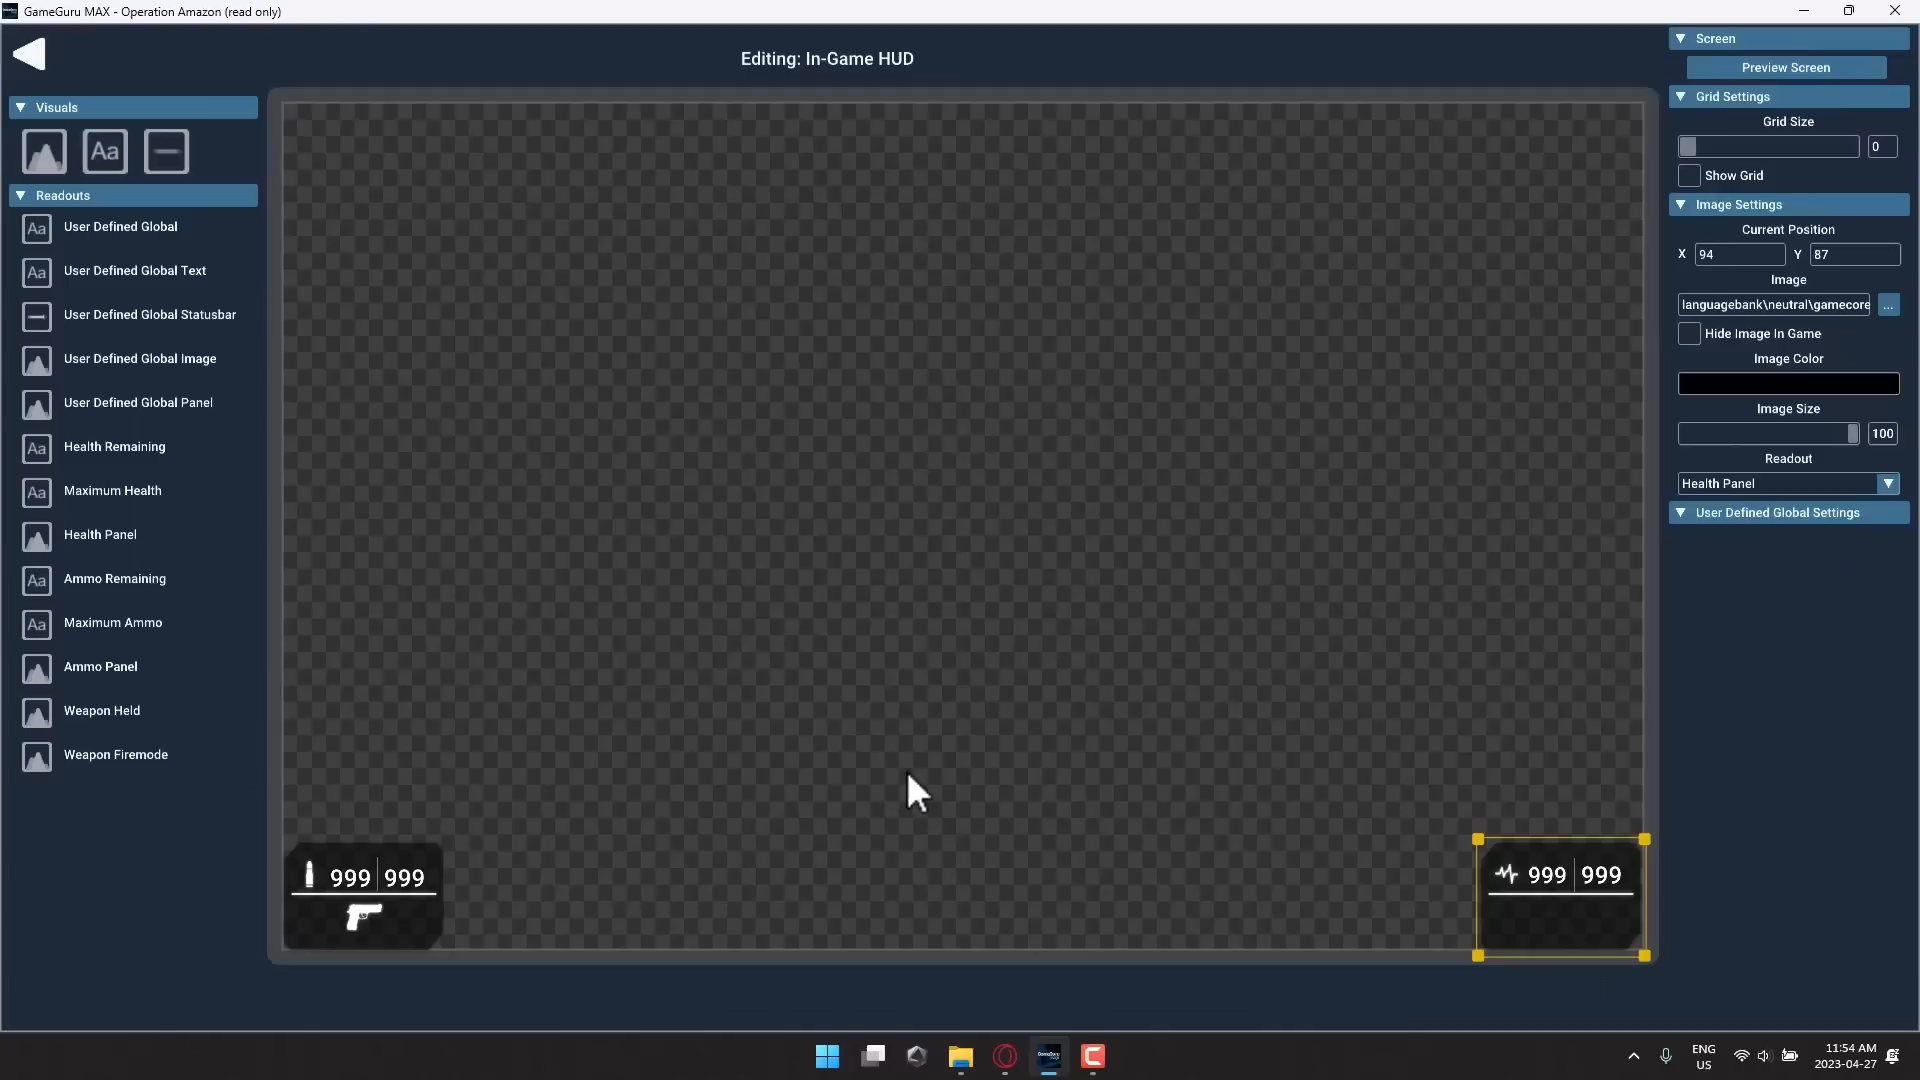 GameGuru MAX - Operation Amazon (read only)
Editing: In-Game HUD
Visuals
Aa
Readouts
Aa User Defined Global
Aa User Defined Global Text
User Defined Global Statusbar
User Defined Global Image
User Defined Global Panel
Aa Health Remaining
Aa Maximum Health
Health Panel
Aa Ammo Remaining
Aa Maximum Ammo
Ammo Panel
Weapon Held
Weapon Firemode
999 999
999 999
Screen
Preview Screen
Grid Settings
Grid Size
0
Show Grid
Image Settings
Current Position
X 94 Y 87
Image
languagebank\neutral\gamecore ...
Hide Image In Game
Image Color
Image Size
100
Readout
Health Panel
User Defined Global Settings
ENG
US
11:54 AM
2023-04-27